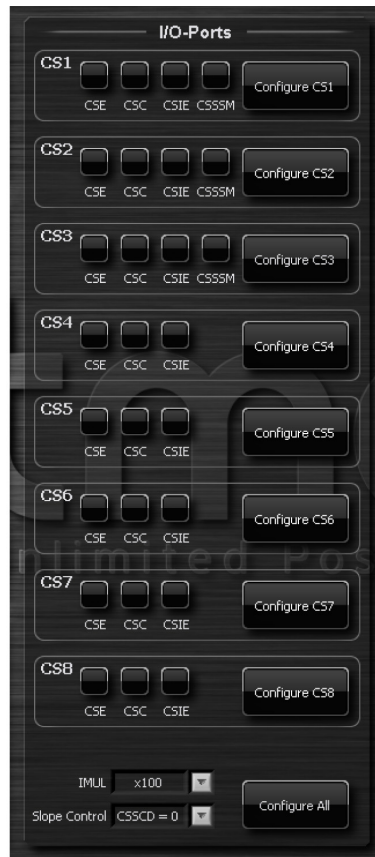 I/O-Ports
CS1
CSE CSC CSIE CSSSM
Configure CS1
CS2
CSE CSC CSIE CSSSM
Configure CS2
CS3
CSE CSC CSIE CSSSM
Configure CS3
CS4
CSE CSC CSIE
Configure CS4
CS5
CSE CSC CSIE
Configure CS5
CS6
CSE CSC CSIE
Configure CS6
CS7
CSE CSC CSIE
Configure CS7
CS8
CSE CSC CSIE
Configure CS8
IMUL x100
Slope Control CSSCD = 0
Configure All